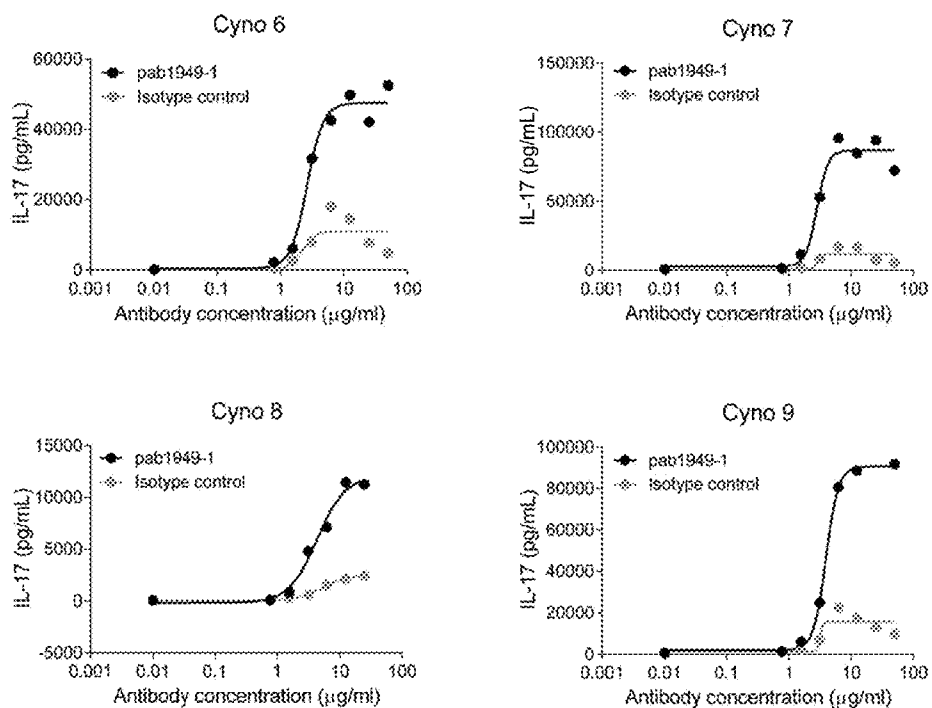 Cyno 6
pab1949-1
Isotype control
IL-17 (pg/mL)
60000
40000
20000
0
0.001 0.01 0.1 1 10 100
Antibody concentration (µg/ml)
Cyno 7
pab1949-1
Isotype control
IL-17 (pg/mL)
150000
100000
50000
0
0.001 0.01 0.1 1 10 100
Antibody concentration (µg/ml)
Cyno 8
pab1949-1
Isotype control
IL-17 (pg/mL)
15000
10000
5000
0
-5000
0.001 0.01 0.1 1 10 100
Antibody concentration (µg/ml)
Cyno 9
pab1949-1
Isotype control
IL-17 (pg/mL)
100000
80000
60000
40000
20000
0
0.001 0.01 0.1 1 10 100
Antibody concentration (µg/ml)